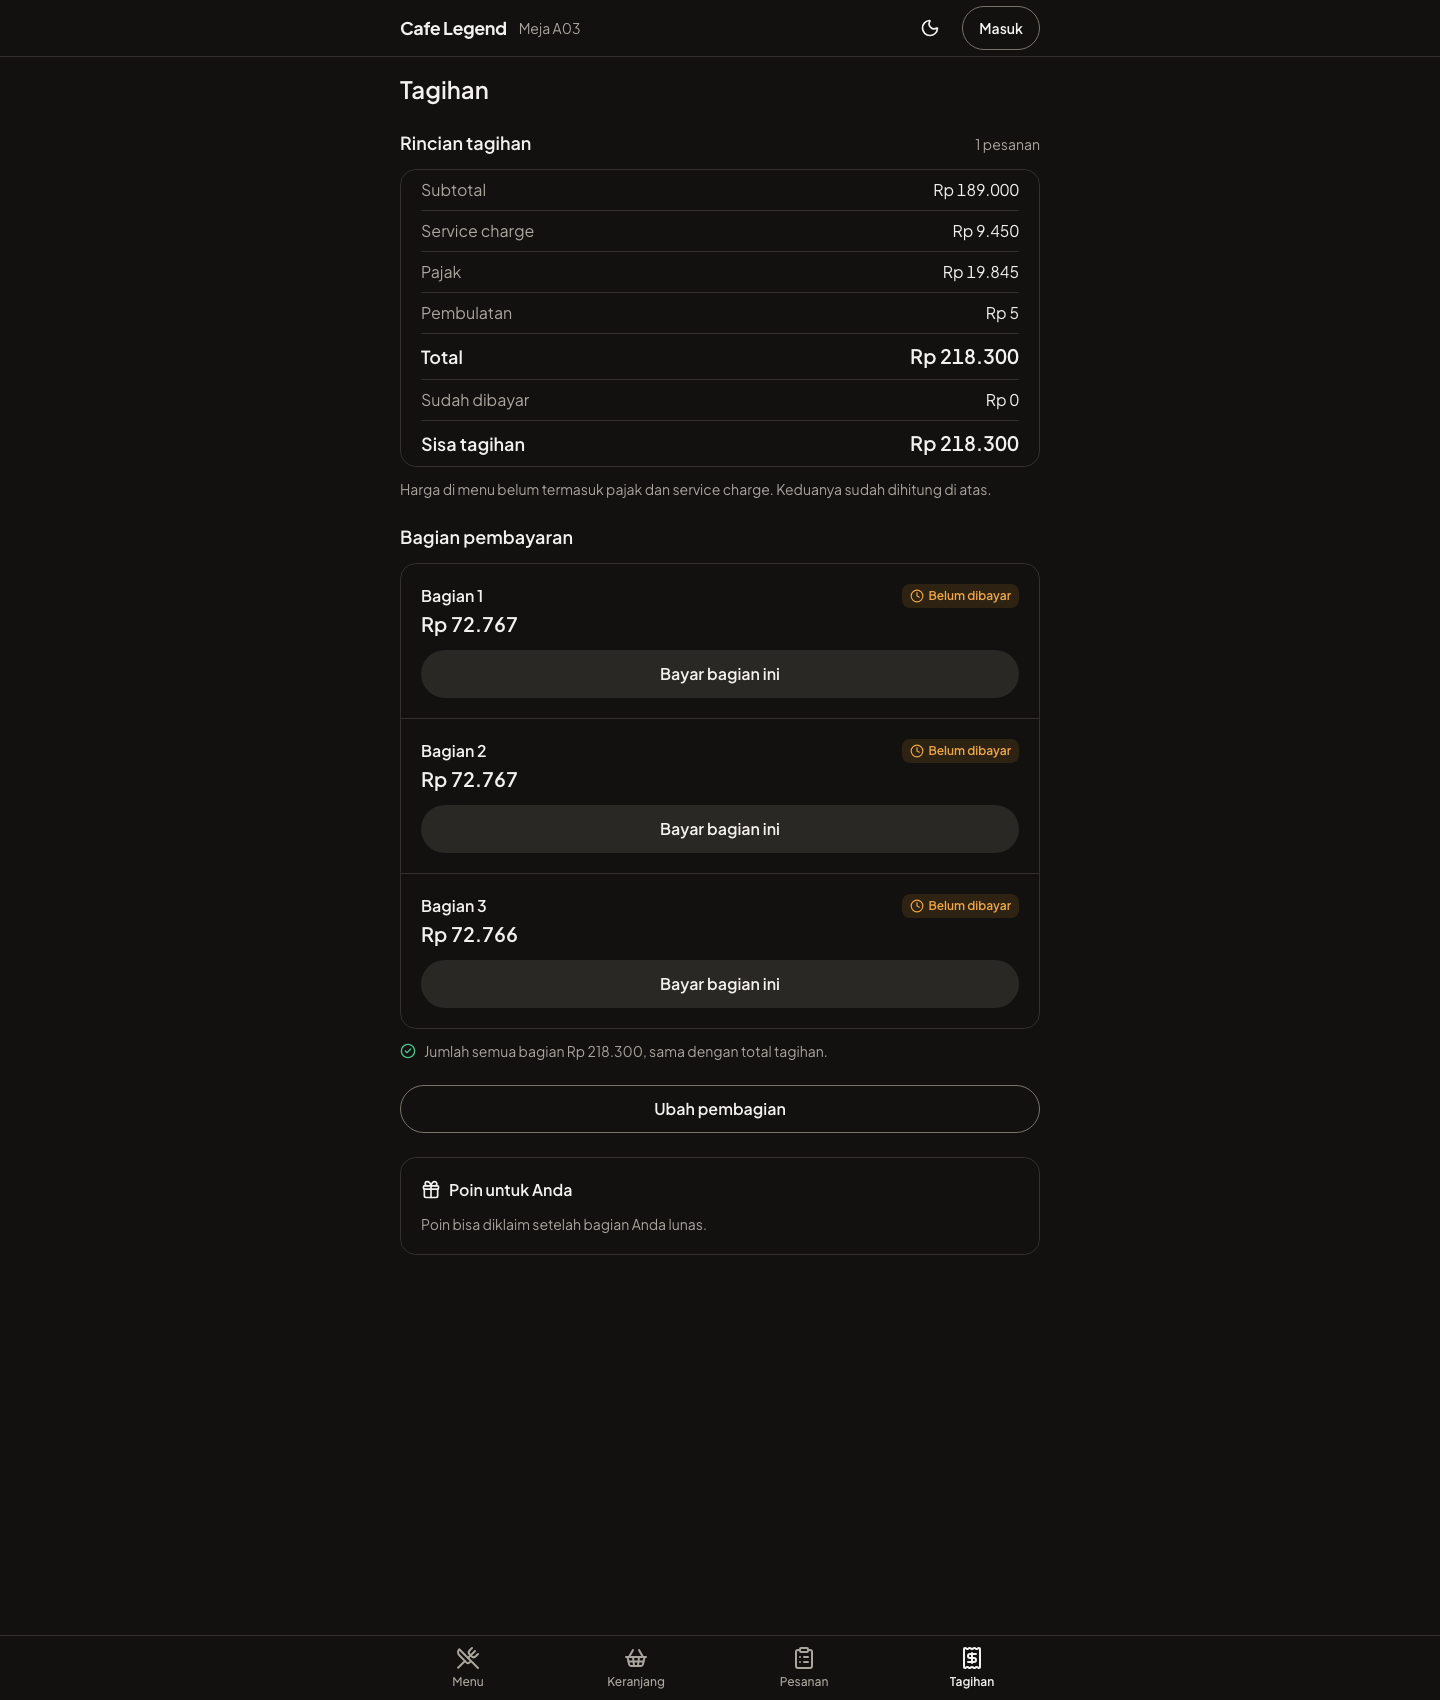 Cafe Legend Meja A03 Masuk
Tagihan
Rincian tagihan 1 pesanan
Subtotal Rp 189.000
Service charge Rp 9.450
Pajak Rp 19.845
Pembulatan Rp 5
Total Rp 218.300
Sudah dibayar Rp 0
Sisa tagihan Rp 218.300
Harga di menu belum termasuk pajak dan service charge. Keduanya sudah dihitung di atas.
Bagian pembayaran
Bagian 1 Belum dibayar
Rp 72.767
Bayar bagian ini
Bagian 2 Belum dibayar
Rp 72.767
Bayar bagian ini
Bagian 3 Belum dibayar
Rp 72.766
Bayar bagian ini
Jumlah semua bagian Rp 218.300, sama dengan total tagihan.
Ubah pembagian
Poin untuk Anda
Poin bisa diklaim setelah bagian Anda lunas.
Menu Keranjang Pesanan Tagihan